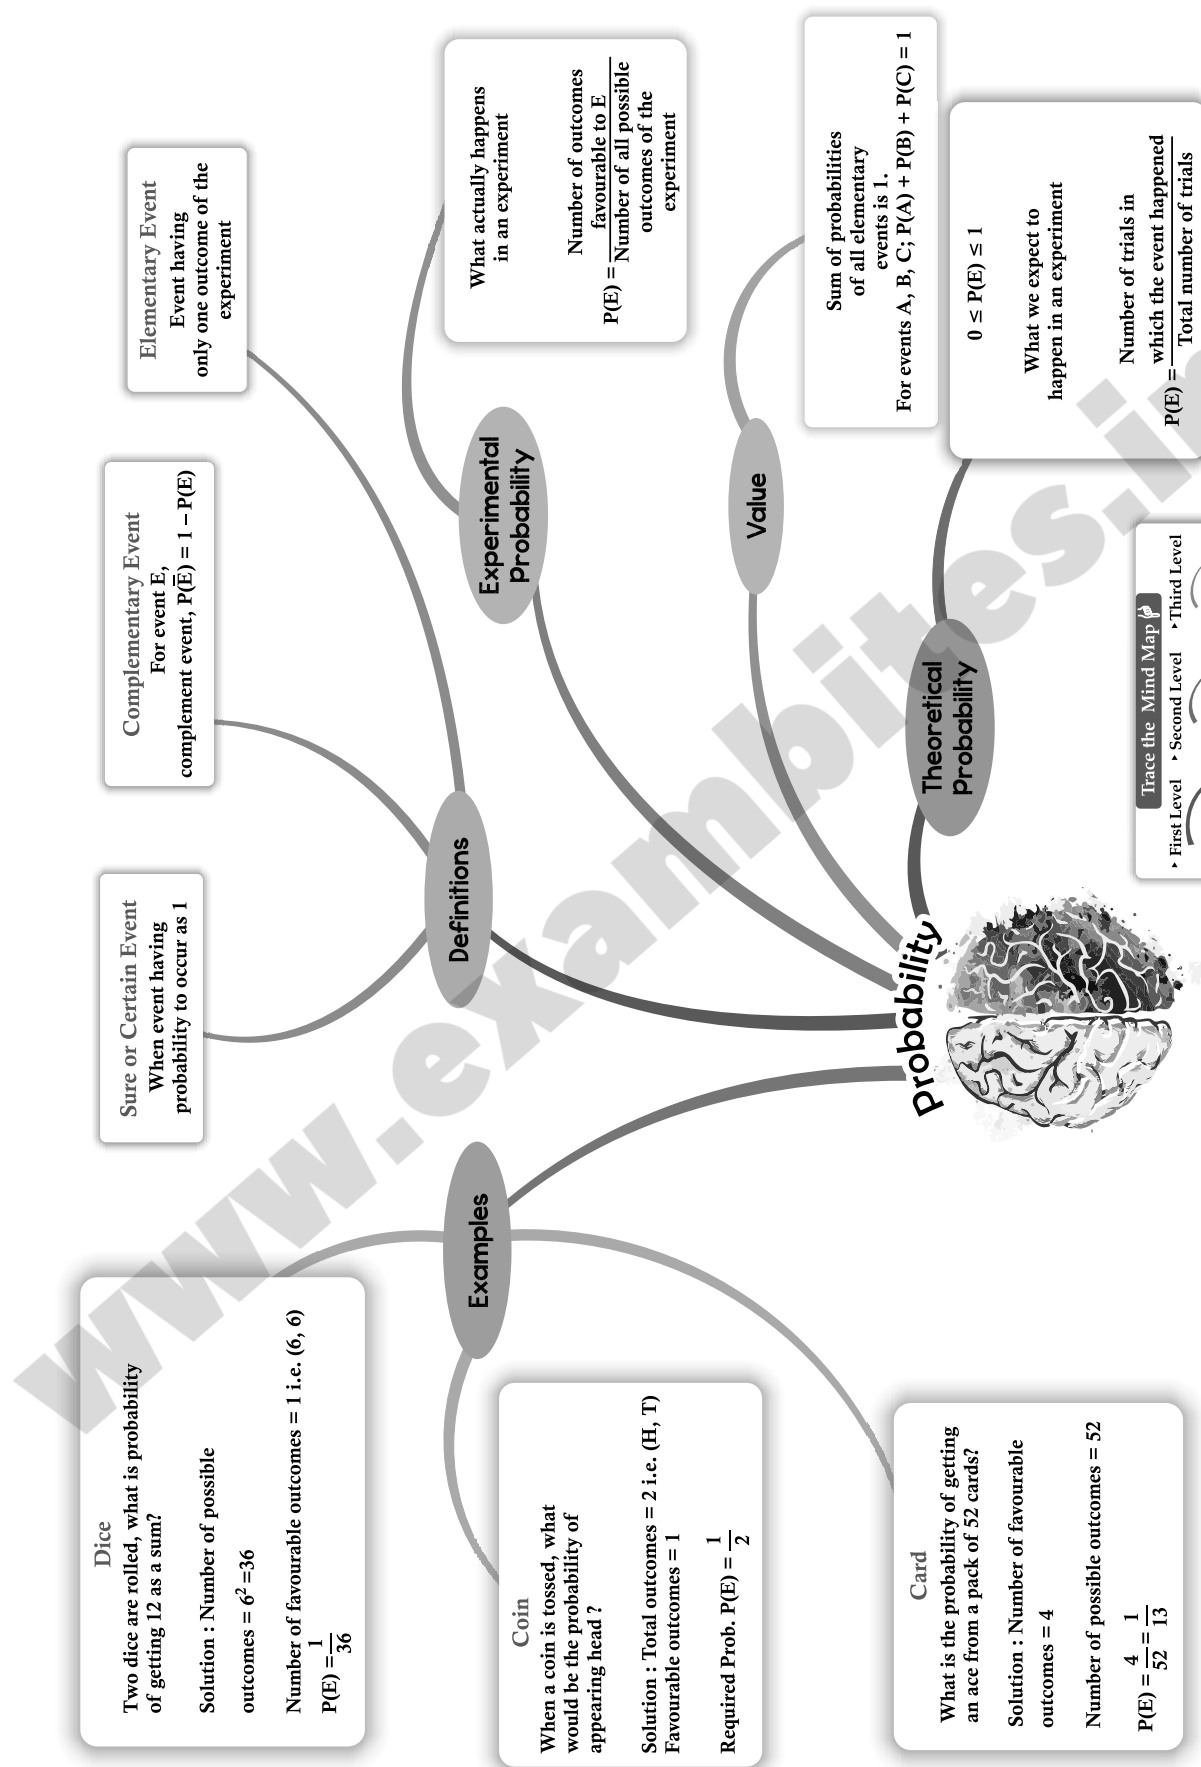 Dice
Two dice are rolled, what is probability
of getting 12 as a sum?
Solution : Number of possible
outcomes = 6² =36
Number of favourable outcomes = 1 i.e. (6, 6)
P(E) = 1/36
Coin
When a coin is tossed, what
would be the probability of
appearing head ?
Solution : Total outcomes = 2 i.e. (H, T)
Favourable outcomes = 1
Required Prob. P(E) = 1/2
Card
What is the probability of getting
an ace from a pack of 52 cards?
Solution : Number of favourable
outcomes = 4
Number of possible outcomes = 52
P(E) = 4/52 = 1/13
Examples
Sure or Certain Event
When event having
probability to occur as 1
Complementary Event
For event E,
complement event, P(E̅) = 1 – P(E)
Elementary Event
Event having
only one outcome of the
experiment
Definitions
Experimental
Probability
What actually happens
in an experiment
P(E) = Number of outcomes
favourable to E
Number of all possible
outcomes of the
experiment
Value
Sum of probabilities
of all elementary
events is 1.
For events A, B, C; P(A) + P(B) + P(C) = 1
Theoretical
Probability
0 ≤ P(E) ≤ 1
What we expect to
happen in an experiment
P(E) = Number of trials in
which the event happened
Total number of trials
Probability
Trace the Mind Map
First Level
Second Level
Third Level
www.exambites.in